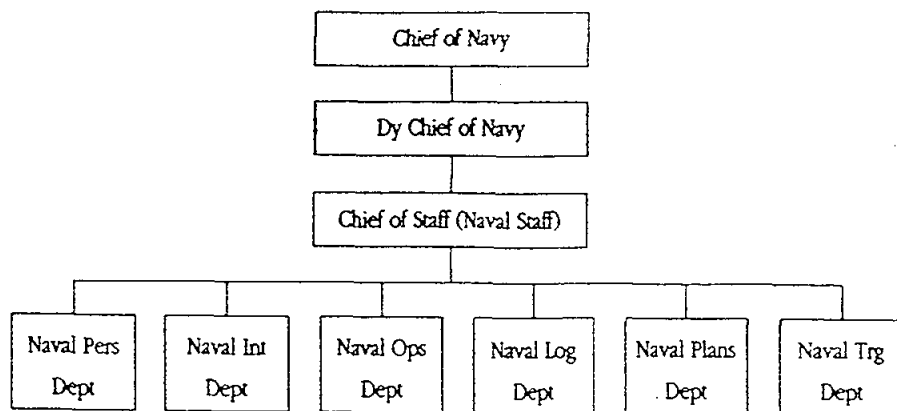 Chief of Navy
Dy Chief of Navy
Chief of Staff (Naval Staff)
Naval Pers
Dept
Naval Int
Dept
Naval Ops
Dept
Naval Log
Dept
Naval Plans
Dept
Naval Trg
Dept